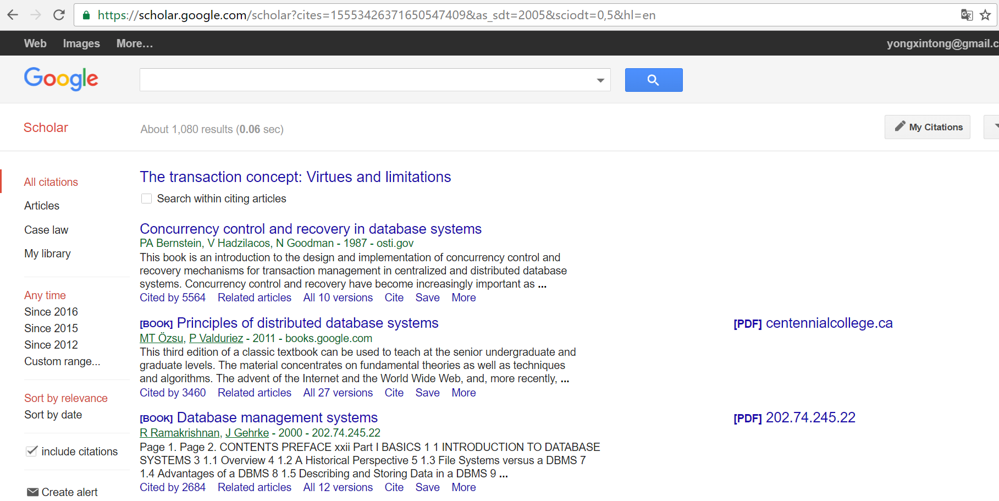 https://scholar.google.com/scholar?cites=15553426371650547409&as_sdt=2005&sciodt=0,5&hl=en
Web Images More…
yongxintong@gmail.c
Google
Scholar
About 1,080 results (0.06 sec)
My Citations
All citations
Articles
Case law
My library
Any time
Since 2016
Since 2015
Since 2012
Custom range...
Sort by relevance
Sort by date
include citations
Create alert
The transaction concept: Virtues and limitations
Search within citing articles
Concurrency control and recovery in database systems
PA Bernstein, V Hadzilacos, N Goodman - 1987 - osti.gov
This book is an introduction to the design and implementation of concurrency control and
recovery mechanisms for transaction management in centralized and distributed database
systems. Concurrency control and recovery have become increasingly important as ...
Cited by 5564 Related articles All 10 versions Cite Save More
[BOOK] Principles of distributed database systems
MT Özsu, P Valduriez - 2011 - books.google.com
This third edition of a classic textbook can be used to teach at the senior undergraduate and
graduate levels. The material concentrates on fundamental theories as well as techniques
and algorithms. The advent of the Internet and the World Wide Web, and, more recently, ...
Cited by 3460 Related articles All 27 versions Cite Save More
[PDF] centennialcollege.ca
[BOOK] Database management systems
R Ramakrishnan, J Gehrke - 2000 - 202.74.245.22
Page 1. Page 2. CONTENTS PREFACE xxii Part I BASICS 1 1 INTRODUCTION TO DATABASE
SYSTEMS 3 1.1 Overview 4 1.2 A Historical Perspective 5 1.3 File Systems versus a DBMS 7
1.4 Advantages of a DBMS 8 1.5 Describing and Storing Data in a DBMS 9 ...
Cited by 2684 Related articles All 12 versions Cite Save More
[PDF] 202.74.245.22